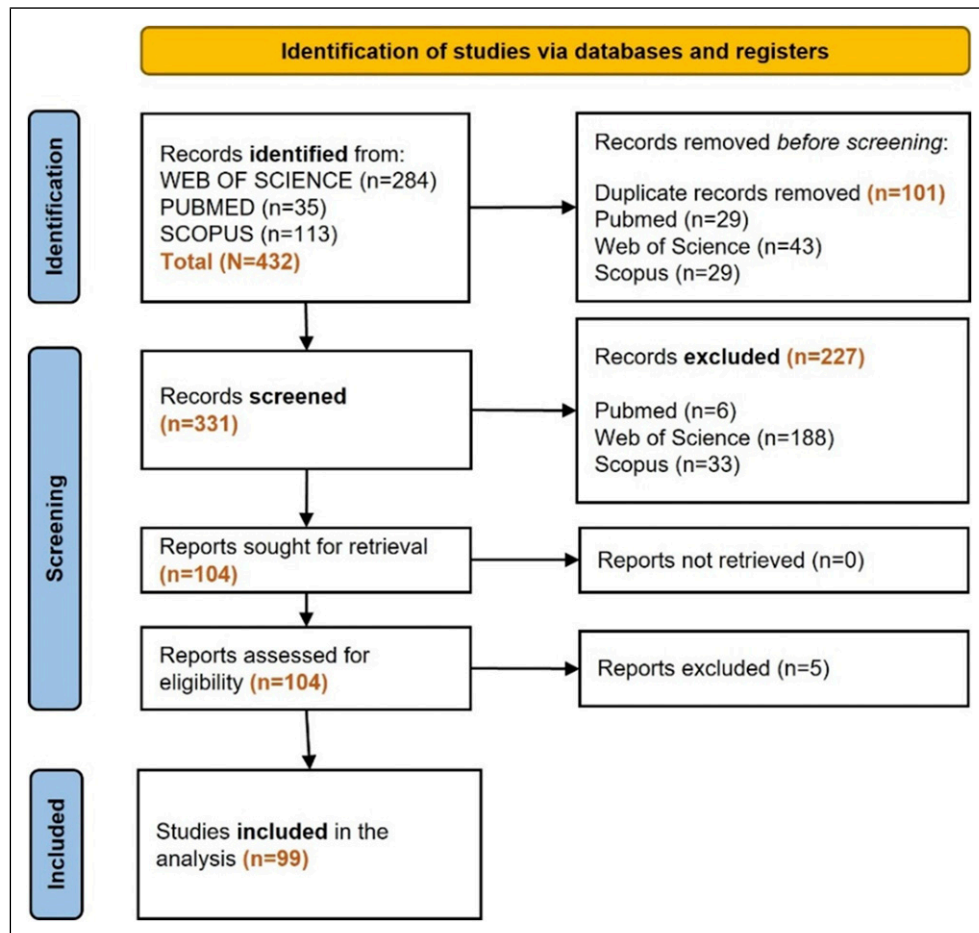 Identification of studies via databases and registers
Identification
Records identified from:
WEB OF SCIENCE (n=284)
PUBMED (n=35)
SCOPUS (n=113)
Total (N=432)
Records removed before screening:
Duplicate records removed (n=101)
Pubmed (n=29)
Web of Science (n=43)
Scopus (n=29)
Screening
Records screened
(n=331)
Records excluded (n=227)
Pubmed (n=6)
Web of Science (n=188)
Scopus (n=33)
Reports sought for retrieval
(n=104)
Reports not retrieved (n=0)
Reports assessed for
eligibility (n=104)
Reports excluded (n=5)
Included
Studies included in the
analysis (n=99)